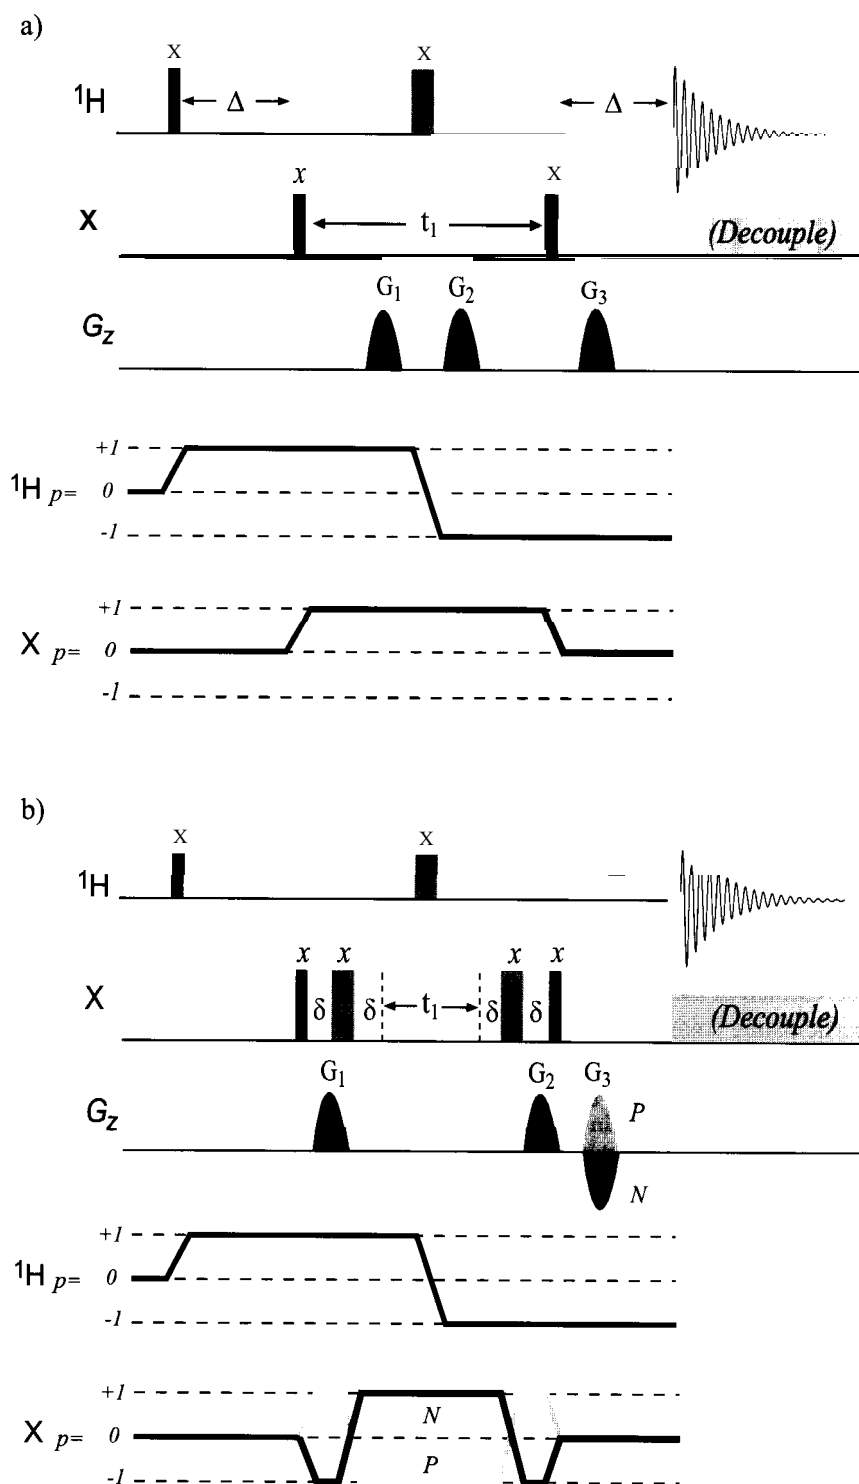 a)
x x
¹H Δ Δ
x x
X t₁ (Decouple)
G₁ G₂ G₃
G_z
+1
¹H p= 0
-1
+1
X p= 0
-1
b)
x x
¹H
x x x x
X δ δ t₁ δ δ (Decouple)
G₁ G₂ G₃
G_z P
N
+1
¹H p= 0
-1
+1
N
X p= 0
P
-1